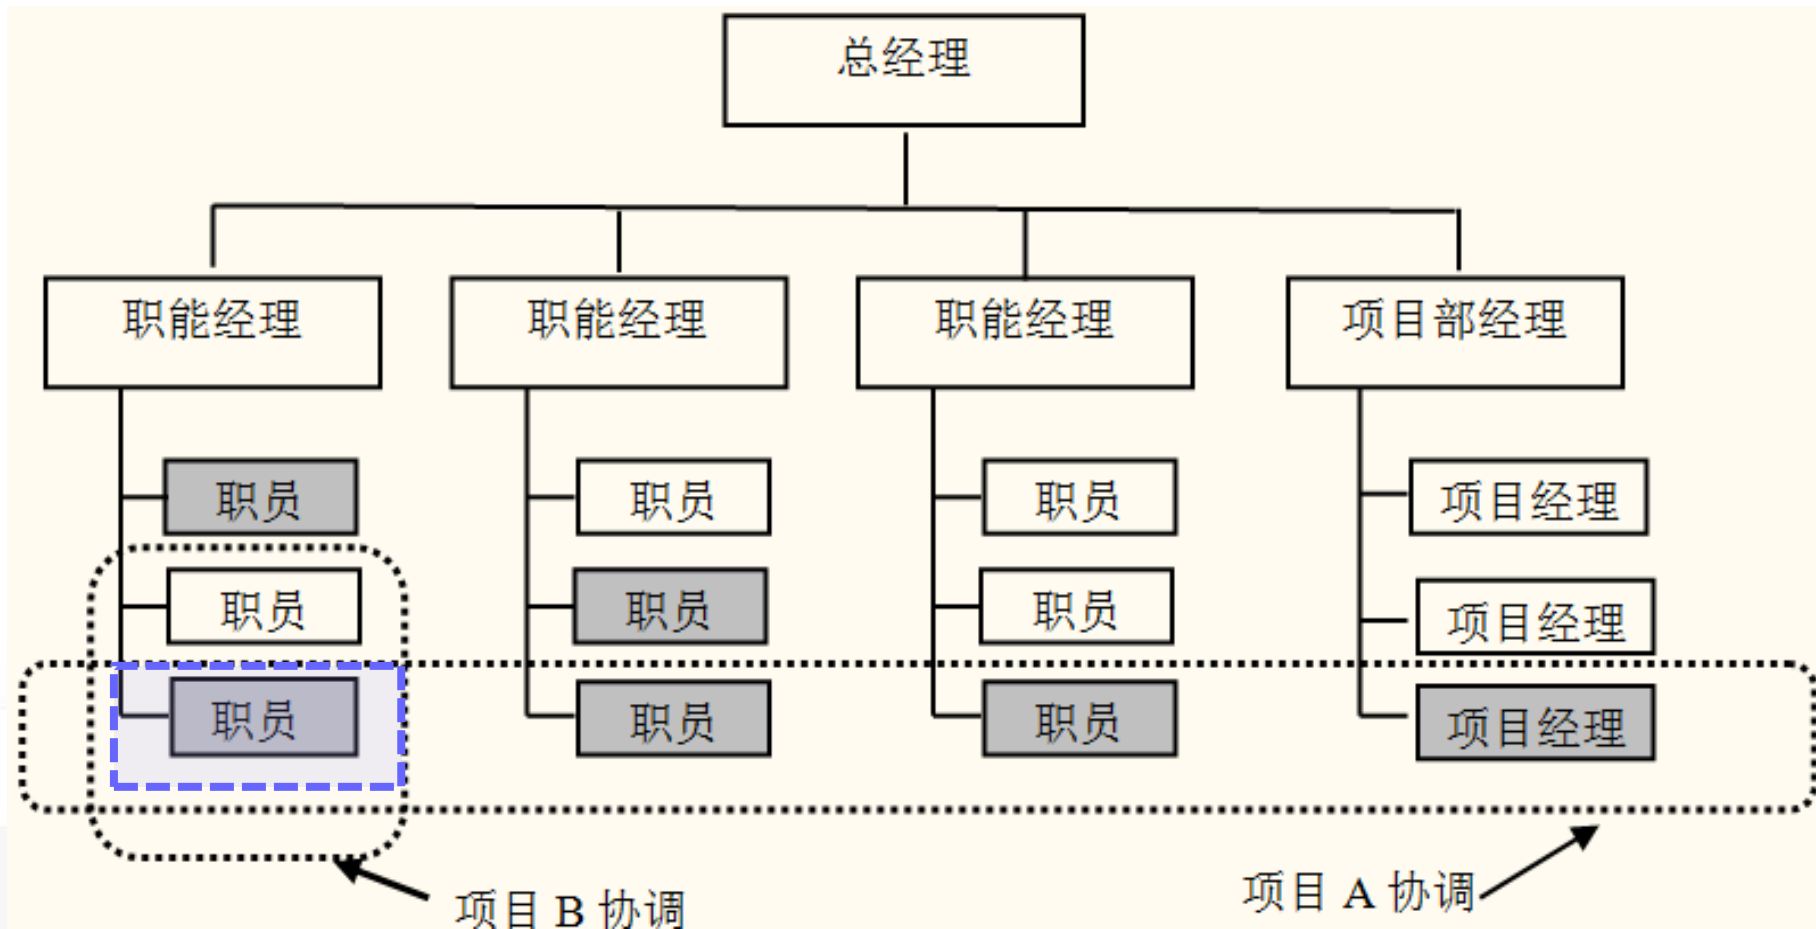 总经理
职能经理
职能经理
职能经理
项目部经理
职员
职员
职员
项目经理
职员
职员
职员
项目经理
职员
职员
职员
项目经理
项目 B 协调
项目 A 协调